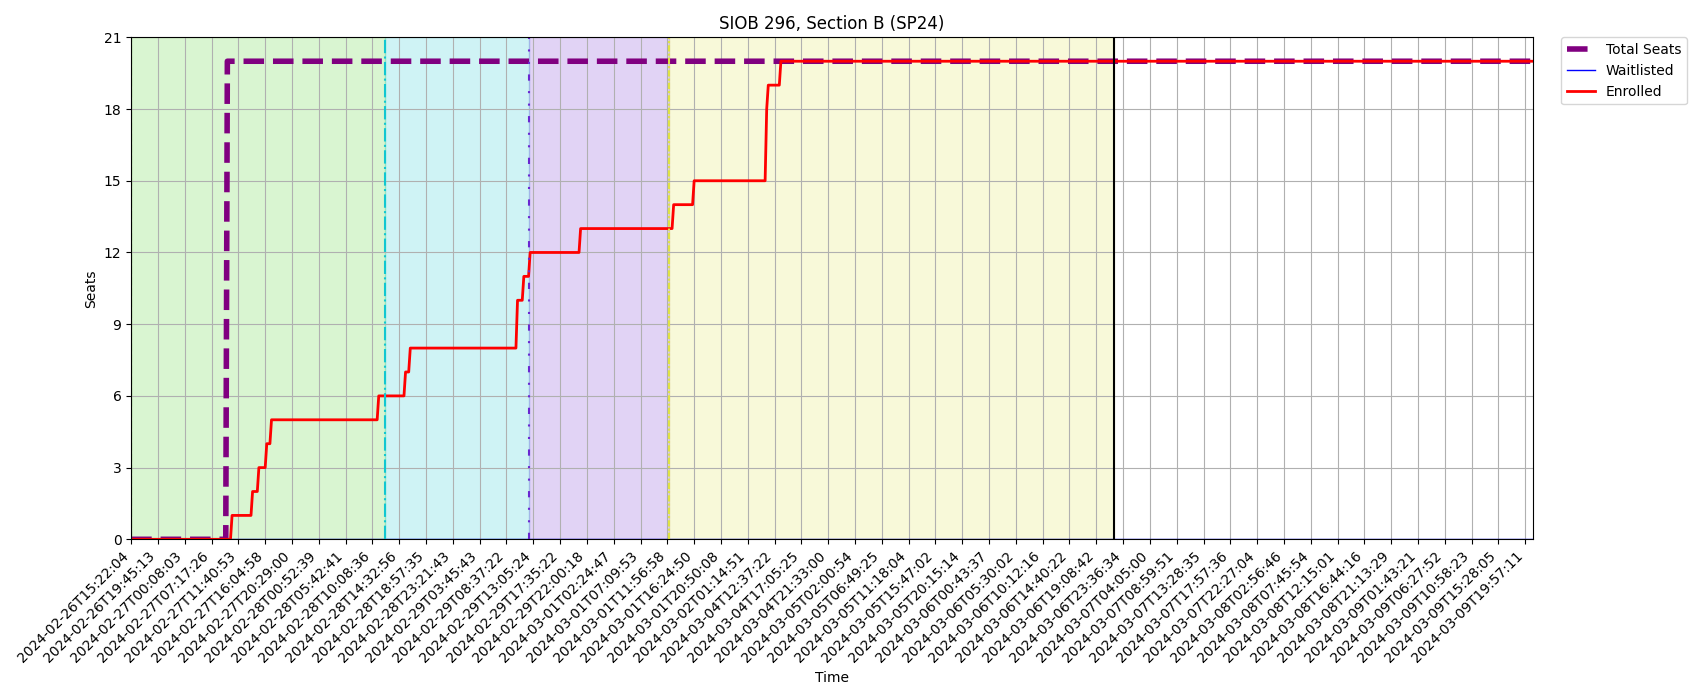 SIOB 296, Section B (SP24)
Total Seats
Waitlisted
Enrolled
Seats
21
18
15
12
9
6
3
0
2024-02-26T15:22:04
2024-02-26T19:45:13
2024-02-27T00:08:03
2024-02-27T07:17:26
2024-02-27T11:40:53
2024-02-27T16:04:58
2024-02-27T20:29:00
2024-02-28T00:52:39
2024-02-28T05:42:41
2024-02-28T10:08:36
2024-02-28T14:32:56
2024-02-28T18:57:35
2024-02-28T23:21:43
2024-02-29T03:45:43
2024-02-29T08:37:22
2024-02-29T13:05:24
2024-02-29T17:35:22
2024-02-29T22:00:18
2024-03-01T02:24:47
2024-03-01T07:09:53
2024-03-01T11:56:58
2024-03-01T16:24:50
2024-03-01T20:50:08
2024-03-02T01:14:51
2024-03-04T12:37:22
2024-03-04T17:05:25
2024-03-04T21:33:00
2024-03-05T02:00:54
2024-03-05T06:49:25
2024-03-05T11:18:04
2024-03-05T15:47:02
2024-03-05T20:15:14
2024-03-06T00:43:37
2024-03-06T05:30:02
2024-03-06T10:12:16
2024-03-06T14:40:22
2024-03-06T19:08:42
2024-03-06T23:36:34
2024-03-07T04:05:00
2024-03-07T08:59:51
2024-03-07T13:28:35
2024-03-07T17:57:36
2024-03-07T22:27:04
2024-03-08T02:56:46
2024-03-08T07:45:54
2024-03-08T12:15:01
2024-03-08T16:44:16
2024-03-08T21:13:29
2024-03-09T01:43:21
2024-03-09T06:27:52
2024-03-09T10:58:23
2024-03-09T15:28:05
2024-03-09T19:57:11
Time